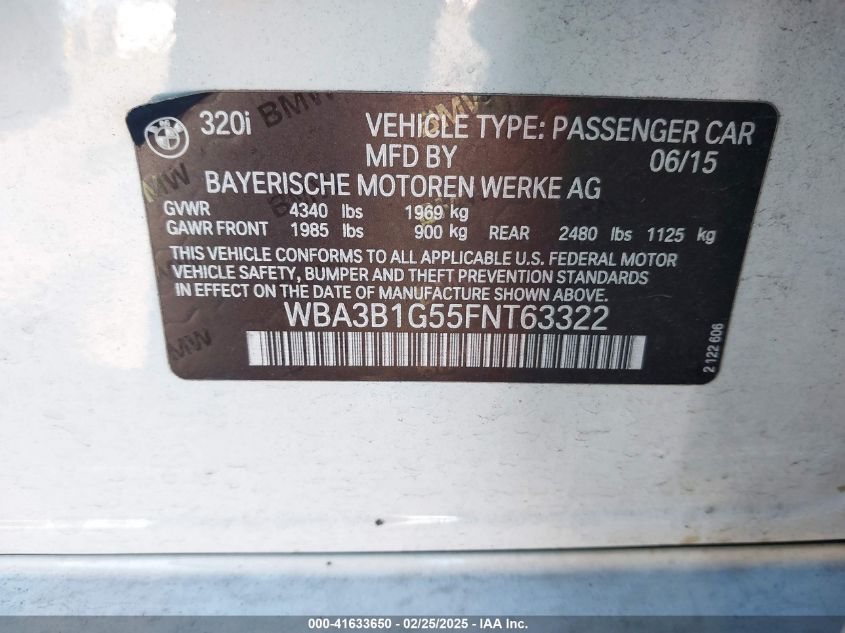 BMW
320i VEHICLE TYPE: PASSENGER CAR
MFD BY 06/15
BAYERISCHE MOTOREN WERKE AG
GVWR 4340 lbs 1969 kg
GAWR FRONT 1985 lbs 900 kg REAR 2480 lbs 1125 kg
THIS VEHICLE CONFORMS TO ALL APPLICABLE U.S. FEDERAL MOTOR
VEHICLE SAFETY, BUMPER AND THEFT PREVENTION STANDARDS
IN EFFECT ON THE DATE OF MANUFACTURE SHOWN ABOVE.
WBA3B1G55FNT63322
2 122 606
000-41633650 - 02/25/2025 - IAA Inc.